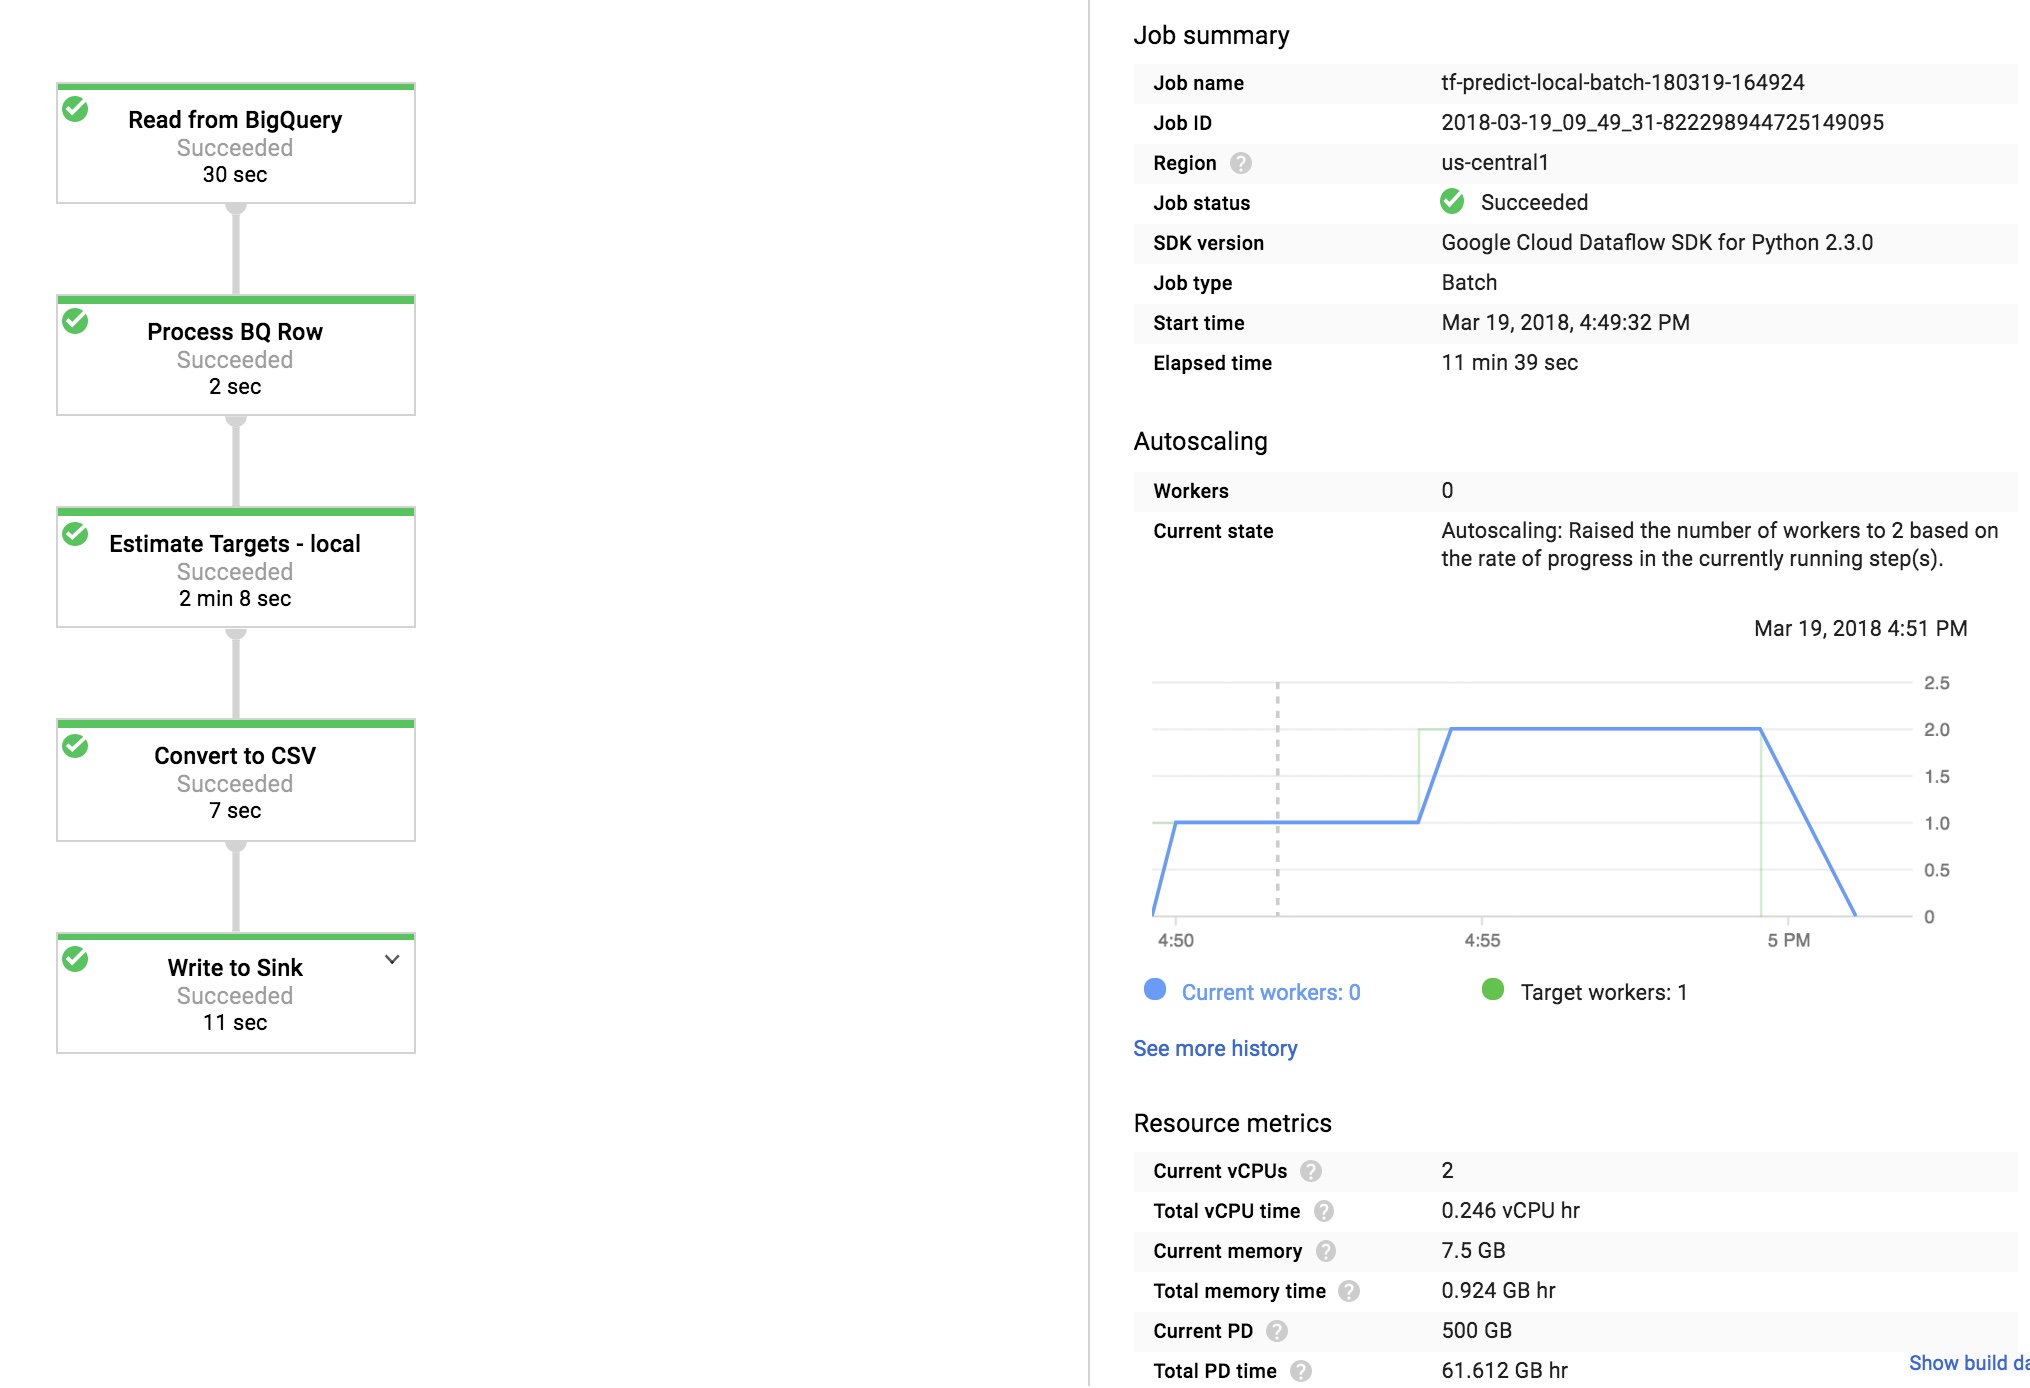 Read from BigQuery
Succeeded
30 sec
Process BQ Row
Succeeded
2 sec
Estimate Targets - local
Succeeded
2 min 8 sec
Convert to CSV
Succeeded
7 sec
Write to Sink
Succeeded
11 sec
Job summary
Job name tf-predict-local-batch-180319-164924
Job ID 2018-03-19_09_49_31-822298944725149095
Region ? us-central1
Job status Succeeded
SDK version Google Cloud Dataflow SDK for Python 2.3.0
Job type Batch
Start time Mar 19, 2018, 4:49:32 PM
Elapsed time 11 min 39 sec
Autoscaling
Workers 0
Current state Autoscaling: Raised the number of workers to 2 based on
the rate of progress in the currently running step(s).
Mar 19, 2018 4:51 PM
2.5
2.0
1.5
1.0
0.5
0
4:50 4:55 5 PM
Current workers: 0 Target workers: 1
See more history
Resource metrics
Current vCPUs ? 2
Total vCPU time ? 0.246 vCPU hr
Current memory ? 7.5 GB
Total memory time ? 0.924 GB hr
Current PD ? 500 GB
Total PD time ? 61.612 GB hr
Show build da